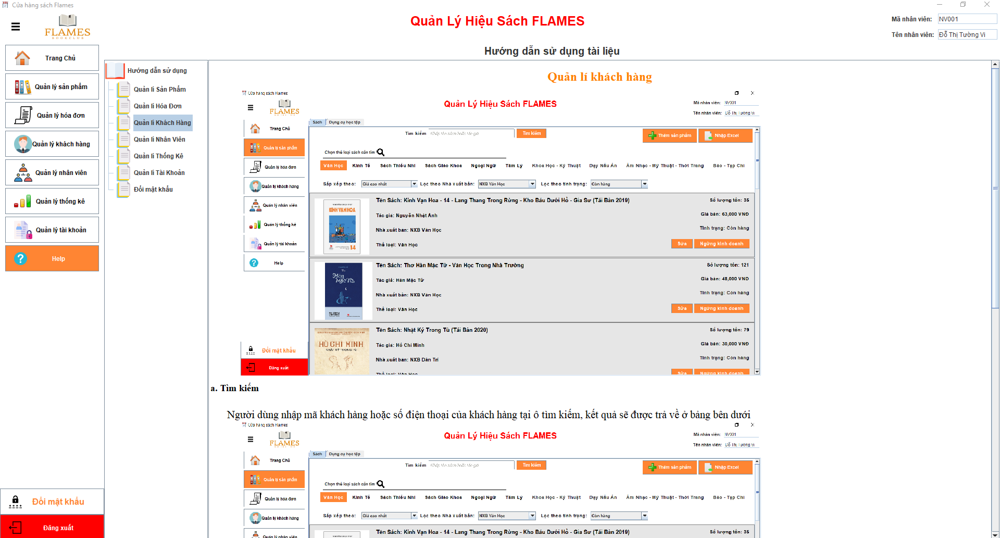 Cửa hàng sách Flames
FLAMES
BOOKCLUB
Quản Lý Hiệu Sách FLAMES
Mã nhân viên: NV001
Tên nhân viên: Đỗ Thị Tường Vi
Hướng dẫn sử dụng tài liệu
Trang Chủ
Quản lý sản phẩm
Quản lý hóa đơn
Quản lý khách hàng
Quản lý nhân viên
Quản lý thống kê
Quản lý tài khoản
Help
Đổi mật khẩu
Đăng xuất
Hướng dẫn sử dụng
Quản lí Sản Phẩm
Quản lí Hóa Đơn
Quản lí Khách Hàng
Quản lí Nhân Viên
Quản lí Thống Kê
Quản lí Tài Khoản
Đổi mật khẩu
Quản lí khách hàng
Cửa hàng sách Flames
FLAMES
Quản Lý Hiệu Sách FLAMES
Mã nhân viên: NV001
Tên nhân viên: Đỗ Thị Tường Vi
Trang Chủ
Quản lý sản phẩm
Quản lý hóa đơn
Quản lý khách hàng
Quản lý nhân viên
Quản lý thống kê
Quản lý tài khoản
Help
Đổi mật khẩu
Đăng xuất
Sách Dụng cụ học tập
Tìm kiếm Nhập tên sách hoặc tác giả Tìm kiếm
Thêm sản phẩm Nhập Excel
Chọn thể loại sách cần tìm
Văn Học Kinh Tế Sách Thiếu Nhi Sách Giáo Khoa Ngoại Ngữ Tâm Lý Khoa Học - Kỹ Thuật Dạy Nấu Ăn Âm Nhạc - Mỹ Thuật - Thời Trang Báo - Tạp Chí
Sắp xếp theo: Giá cao nhất Lọc theo Nhà xuất bản: NXB Văn Học Lọc theo tình trạng: Còn hàng
KÍNH VẠN HOA
14
Tên Sách: Kính Vạn Hoa - 14 - Lang Thang Trong Rừng - Kho Báu Dưới Hồ - Gia Sư (Tái Bản 2019)
Số lượng tồn: 35
Tác giả: Nguyễn Nhật Ánh
Giá bán: 63,000 VNĐ
Nhà xuất bản: NXB Văn Học
Tình trạng: Còn hàng
Thể loại: Văn Học
Sửa Ngừng kinh doanh
Hàn Mặc Tử
Tên Sách: Thơ Hàn Mặc Tử - Văn Học Trong Nhà Trường
Số lượng tồn: 121
Tác giả: Hàn Mặc Tử
Giá bán: 48,000 VNĐ
Nhà xuất bản: NXB Văn Học
Tình trạng: Còn hàng
Thể loại: Văn Học
Sửa Ngừng kinh doanh
HỒ CHÍ MINH
NHẬT KÝ TRONG TÙ
Tên Sách: Nhật Ký Trong Tù (Tái Bản 2020)
Số lượng tồn: 79
Tác giả: Hồ Chí Minh
Giá bán: 30,000 VNĐ
Nhà xuất bản: NXB Dân Trí
Tình trạng: Còn hàng
Thể loại: Văn Học
Sửa Ngừng kinh doanh
a. Tìm kiếm
Người dùng nhập mã khách hàng hoặc số điện thoại của khách hàng tại ô tìm kiếm, kết quả sẽ được trả về ở bảng bên dưới
Cửa hàng sách Flames
FLAMES
Quản Lý Hiệu Sách FLAMES
Mã nhân viên: NV001
Tên nhân viên: Đỗ Thị Tường Vi
Trang Chủ
Quản lý sản phẩm
Quản lý hóa đơn
Quản lý khách hàng
Quản lý nhân viên
Sách Dụng cụ học tập
Tìm kiếm Nhập tên sách hoặc tác giả Tìm kiếm
Thêm sản phẩm Nhập Excel
Chọn thể loại sách cần tìm
Văn Học Kinh Tế Sách Thiếu Nhi Sách Giáo Khoa Ngoại Ngữ Tâm Lý Khoa Học - Kỹ Thuật Dạy Nấu Ăn Âm Nhạc - Mỹ Thuật - Thời Trang Báo - Tạp Chí
Sắp xếp theo: Giá cao nhất Lọc theo Nhà xuất bản: NXB Văn Học Lọc theo tình trạng: Còn hàng
Tên Sách: Kính Vạn Hoa - 14 - Lang Thang Trong Rừng - Kho Báu Dưới Hồ - Gia Sư (Tái Bản 2019)
Số lượng tồn: 35